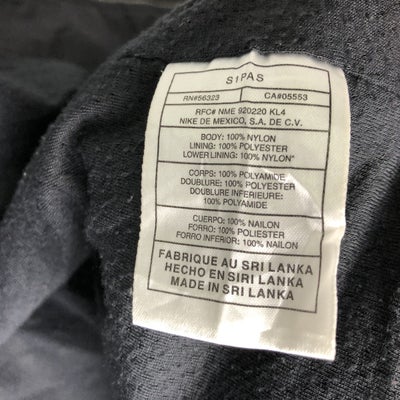 S1PAS
RN#56323 CA#05553
RFC# NME 920220 KL4
NIKE DE MEXICO, S.A. DE C.V.
BODY: 100% NYLON
LINING: 100% POLYESTER
LOWER LINING: 100% NYLON*
CORPS: 100% POLYAMIDE
DOUBLURE: 100% POLYESTER
DOUBLURE INFERIEURE:
100% POLYAMIDE
CUERPO: 100% NAILON
FORRO: 100% POLYESTER
FORRO INFERIOR: 100% NAILON
FABRIQUE AU SRI LANKA
HECHO EN SIRI LANKA
MADE IN SRI LANKA